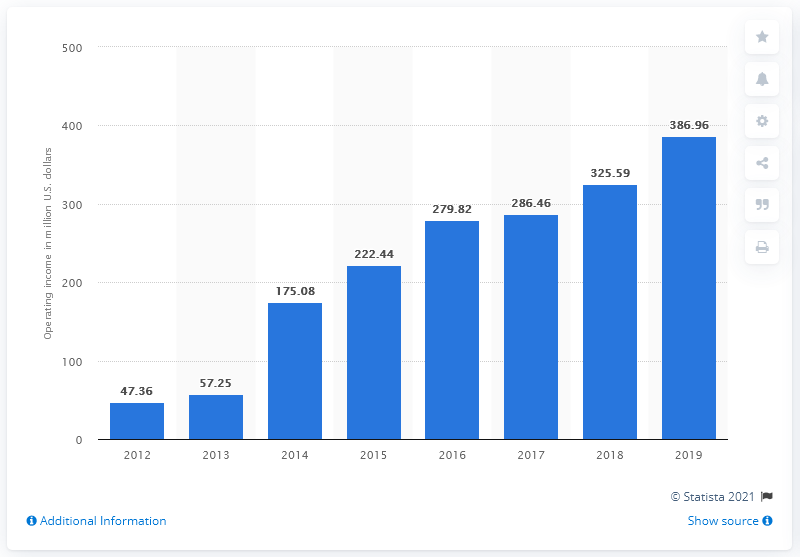 500
400
300
200
100
0
Operating income in million U.S. dollars
47.36
57.25
175.08
222.44
279.82
286.46
325.59
386.96
2012 2013 2014 2015 2016 2017 2018 2019
© Statista 2021
Additional Information
Show source